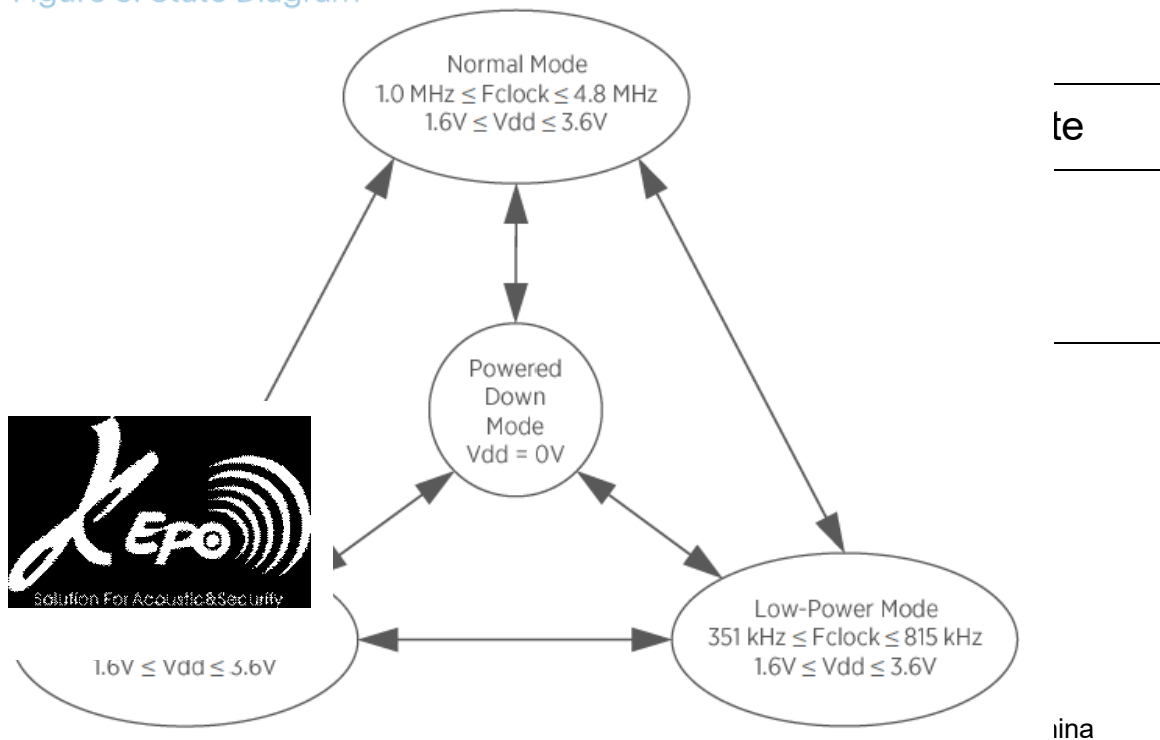 Normal Mode
1.0 MHz ≤ Fclock ≤ 4.8 MHz
1.6V ≤ Vdd ≤ 3.6V
Powered
Down
Mode
Vdd = 0V
Epo
Solution For Acoustic&Security
1.6V ≤ Vdd ≤ 3.6V
Low-Power Mode
351 kHz ≤ Fclock ≤ 815 kHz
1.6V ≤ Vdd ≤ 3.6V